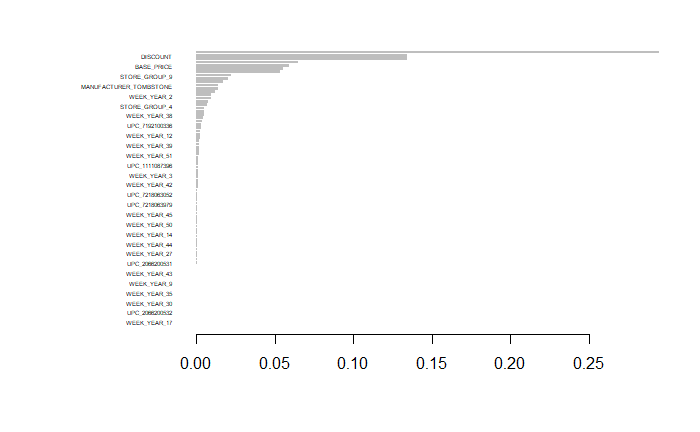 DISCOUNT
BASE_PRICE
STORE_GROUP_9
MANUFACTURER_TOMBSTONE
WEEK_YEAR_2
STORE_GROUP_4
WEEK_YEAR_38
UPC_7192100336
WEEK_YEAR_12
WEEK_YEAR_39
WEEK_YEAR_51
UPC_1111087396
WEEK_YEAR_3
WEEK_YEAR_42
UPC_7218063052
UPC_7218063979
WEEK_YEAR_45
WEEK_YEAR_50
WEEK_YEAR_14
WEEK_YEAR_44
WEEK_YEAR_27
UPC_2066200531
WEEK_YEAR_43
WEEK_YEAR_9
WEEK_YEAR_35
WEEK_YEAR_30
UPC_2066200532
WEEK_YEAR_17
0.00 0.05 0.10 0.15 0.20 0.25